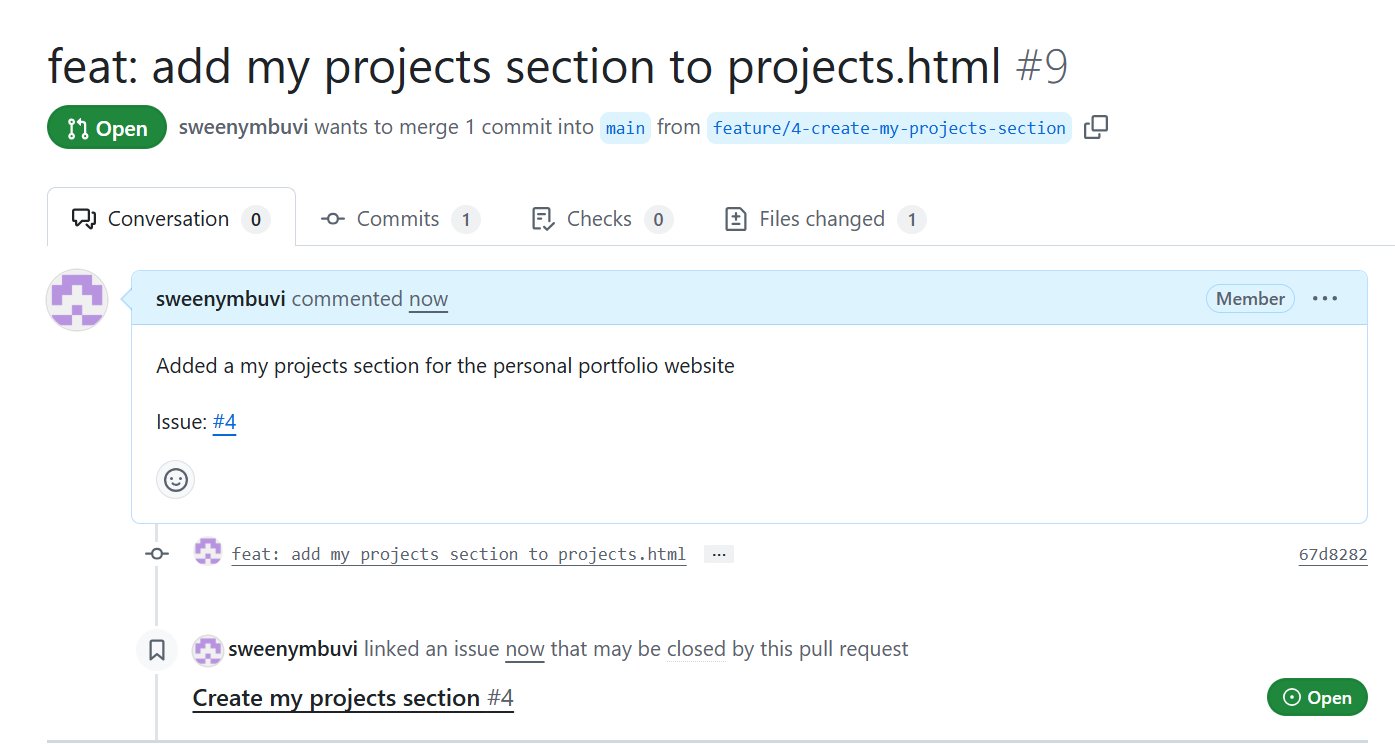 feat: add my projects section to projects.html #9
Open sweenymbuvi wants to merge 1 commit into main from feature/4-create-my-projects-section
Conversation 0 Commits 1 Checks 0 Files changed 1
sweenymbuvi commented now Member ...
Added a my projects section for the personal portfolio website
Issue: #4
feat: add my projects section to projects.html ... 67d8282
sweenymbuvi linked an issue now that may be closed by this pull request
Create my projects section #4 Open